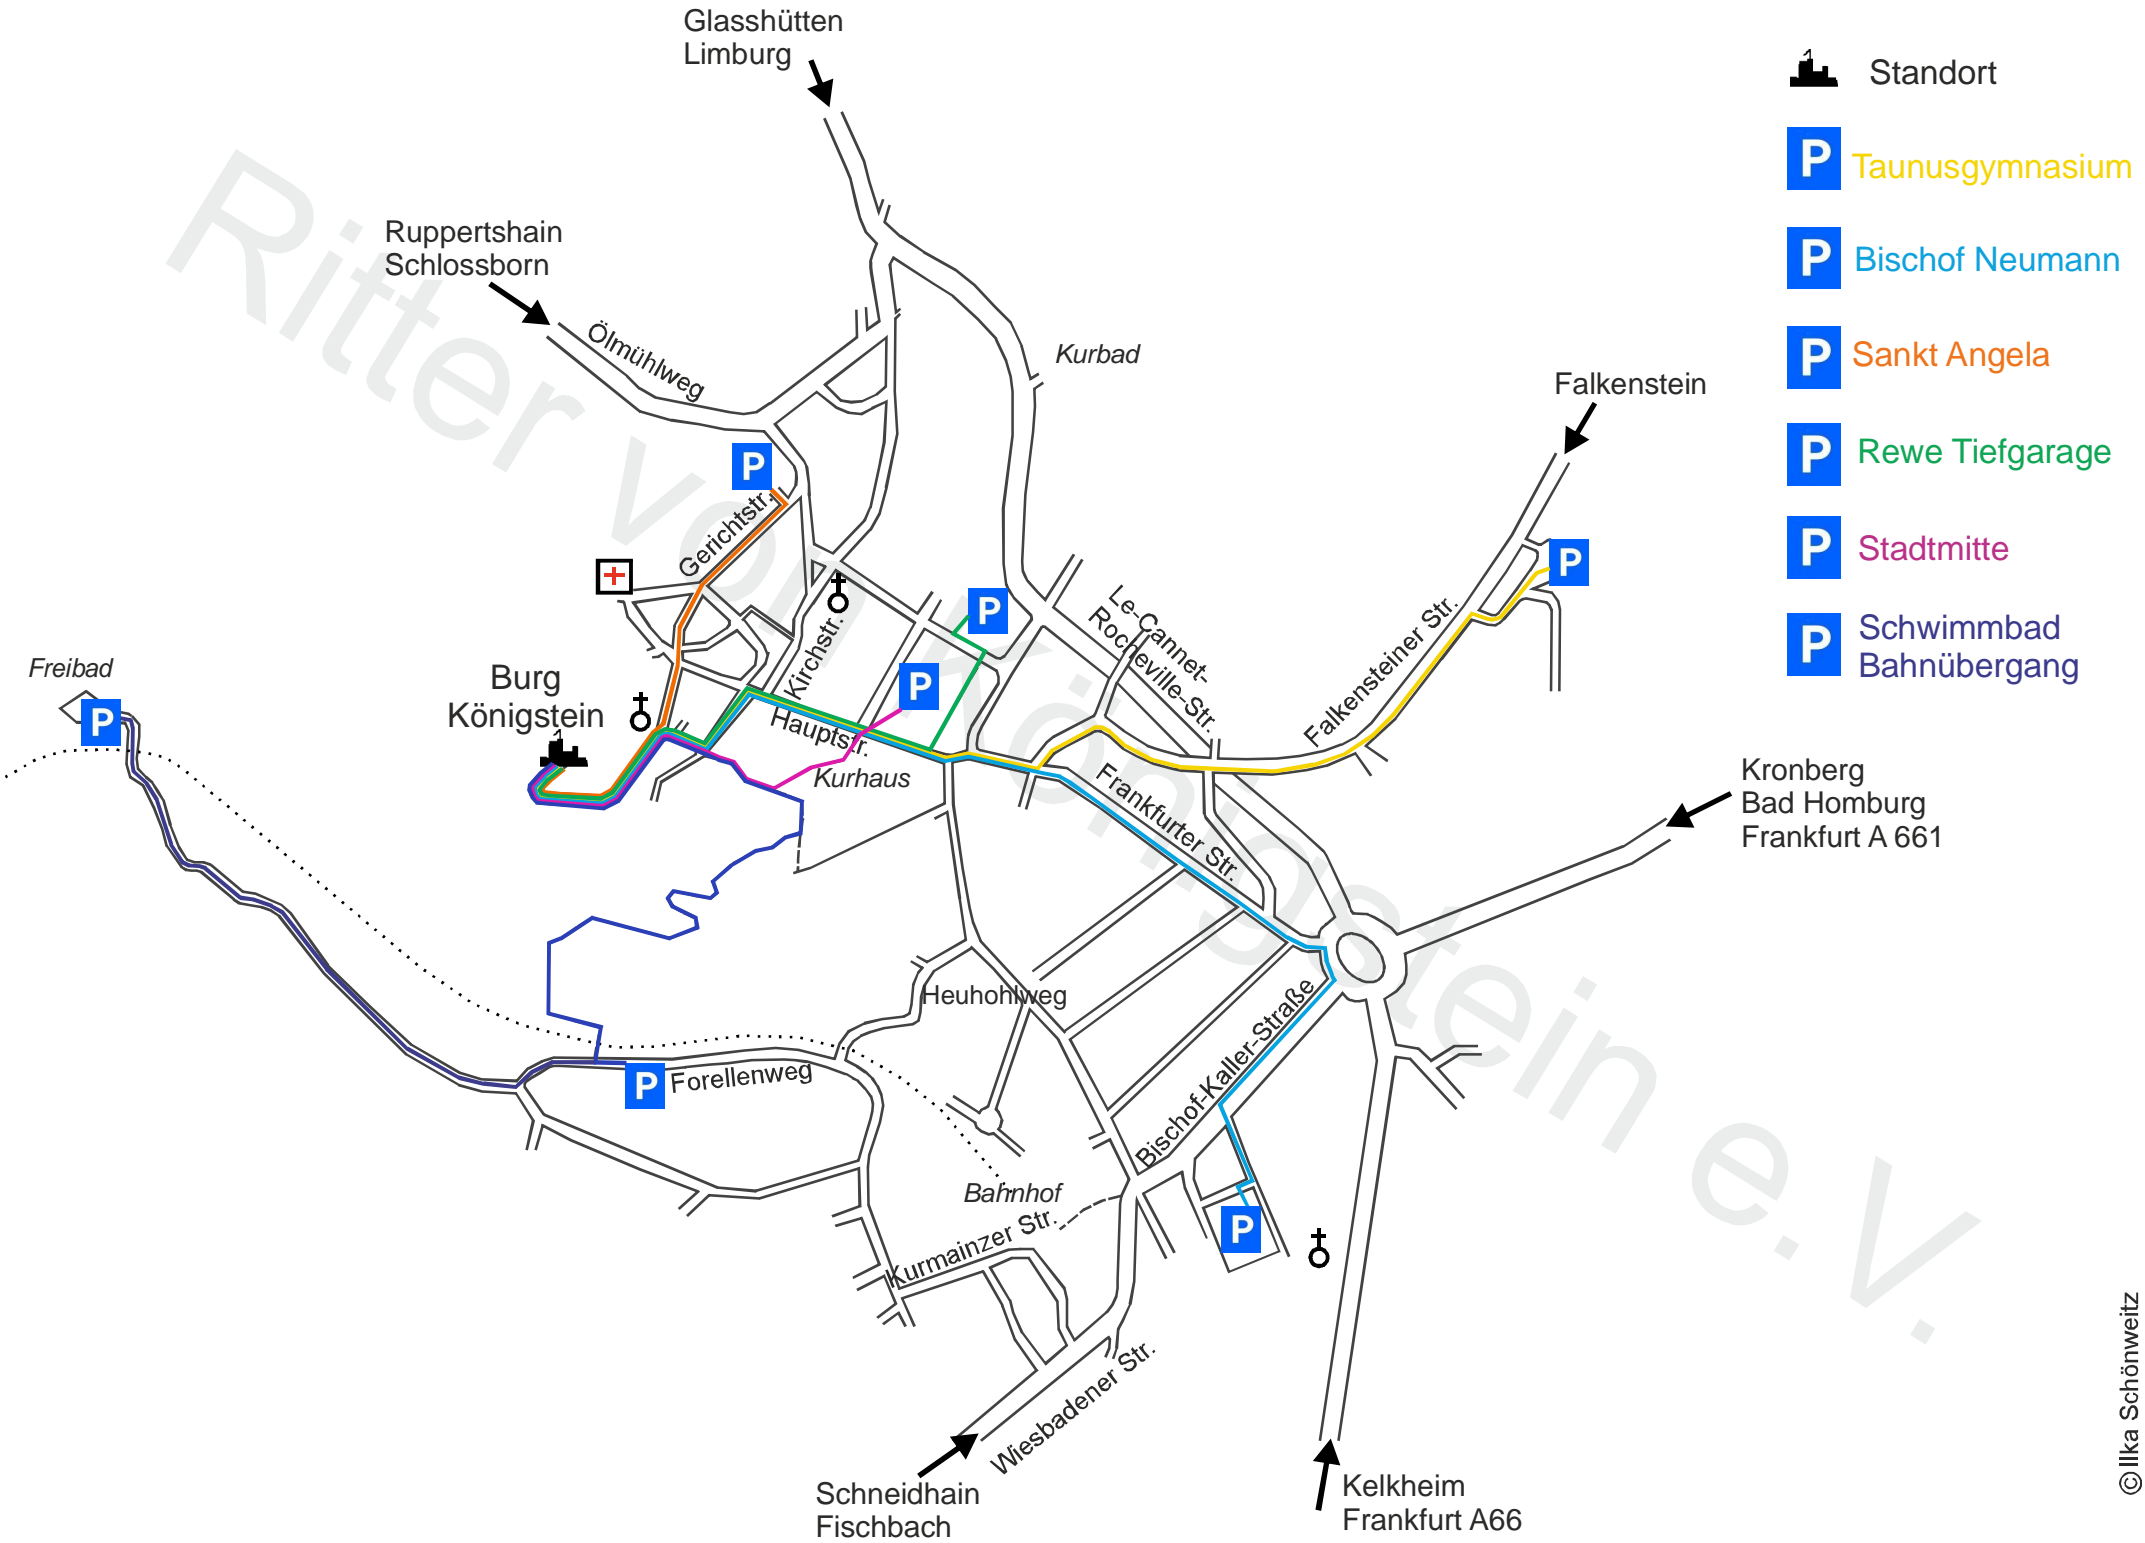 Glasshütten
Limburg
Standort
P Taunusgymnasium
P Bischof Neumann
P Sankt Angela
P Rewe Tiefgarage
P Stadtmitte
P Schwimmbad
Bahnübergang
Ruppertshain
Schlossborn
Ölmühlweg
Kurbad
Falkenstein
P
Gerichtstr.
P
Kirchstr.
P
Le-Cannet-
Rocheville-Str.
Falkensteiner Str.
P
Freibad
P
Burg
Königstein
Hauptstr.
Kurhaus
Frankfurter Str.
Kronberg
Bad Homburg
Frankfurt A 661
Heuhohlweg
Bischof-Kaller-Straße
P
Forellenweg
Bahnhof
Kurmainzer Str.
P
Wiesbadener Str.
Schneidhain
Fischbach
Kelkheim
Frankfurt A66
© Ilka Schönweitz
Ritter von Königstein e.V.